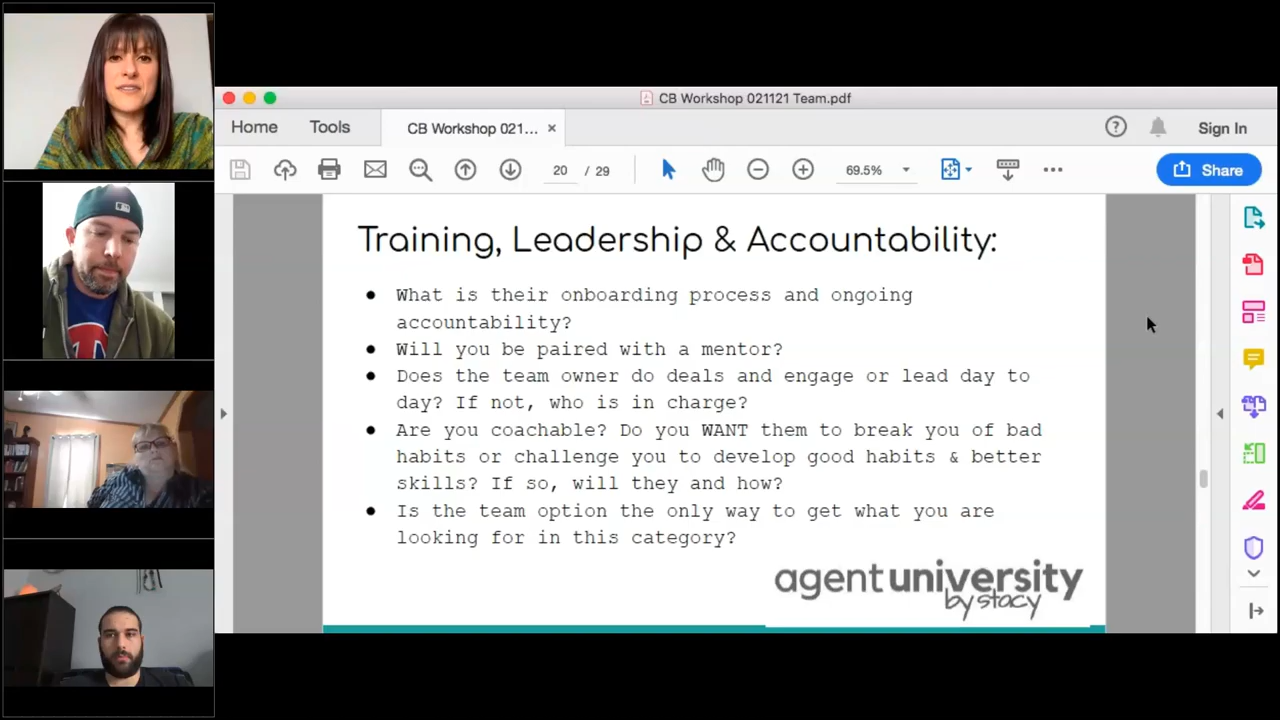 CB Workshop 021121 Team.pdf
Home
Tools
CB Workshop 021...
Sign In
20 / 29
69.5%
Share
Training, Leadership & Accountability:
● What is their onboarding process and ongoing
accountability?
● Will you be paired with a mentor?
● Does the team owner do deals and engage or lead day to
day? If not, who is in charge?
● Are you coachable? Do you WANT them to break you of bad
habits or challenge you to develop good habits & better
skills? If so, will they and how?
● Is the team option the only way to get what you are
looking for in this category?
agent university
by stacy